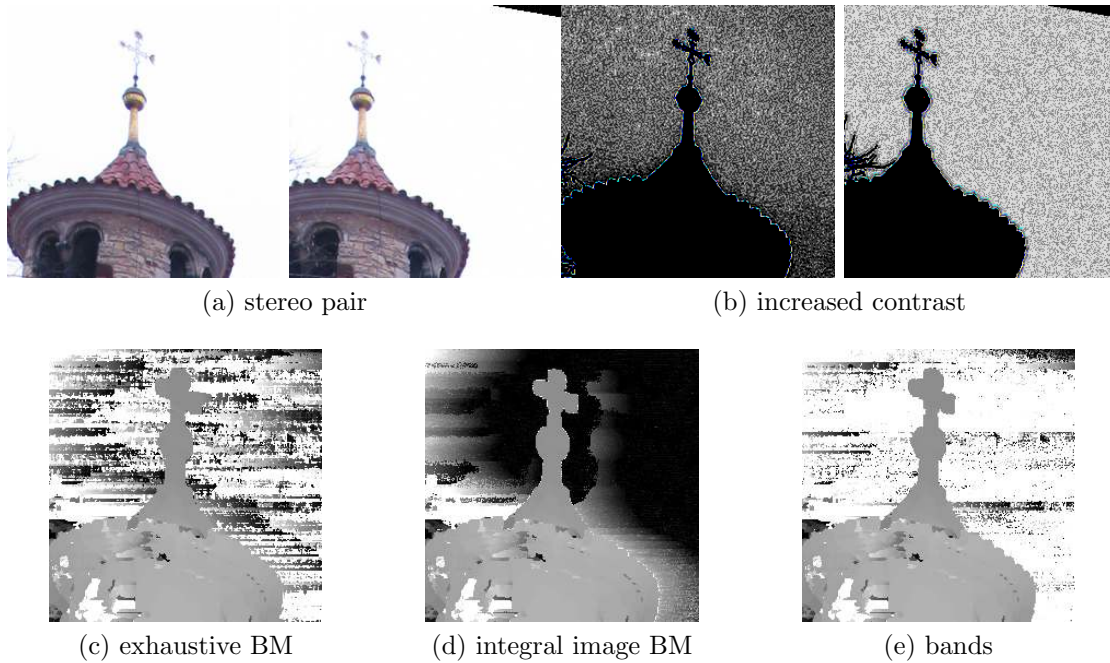 (a) stereo pair
(b) increased contrast
(c) exhaustive BM
(d) integral image BM
(e) bands